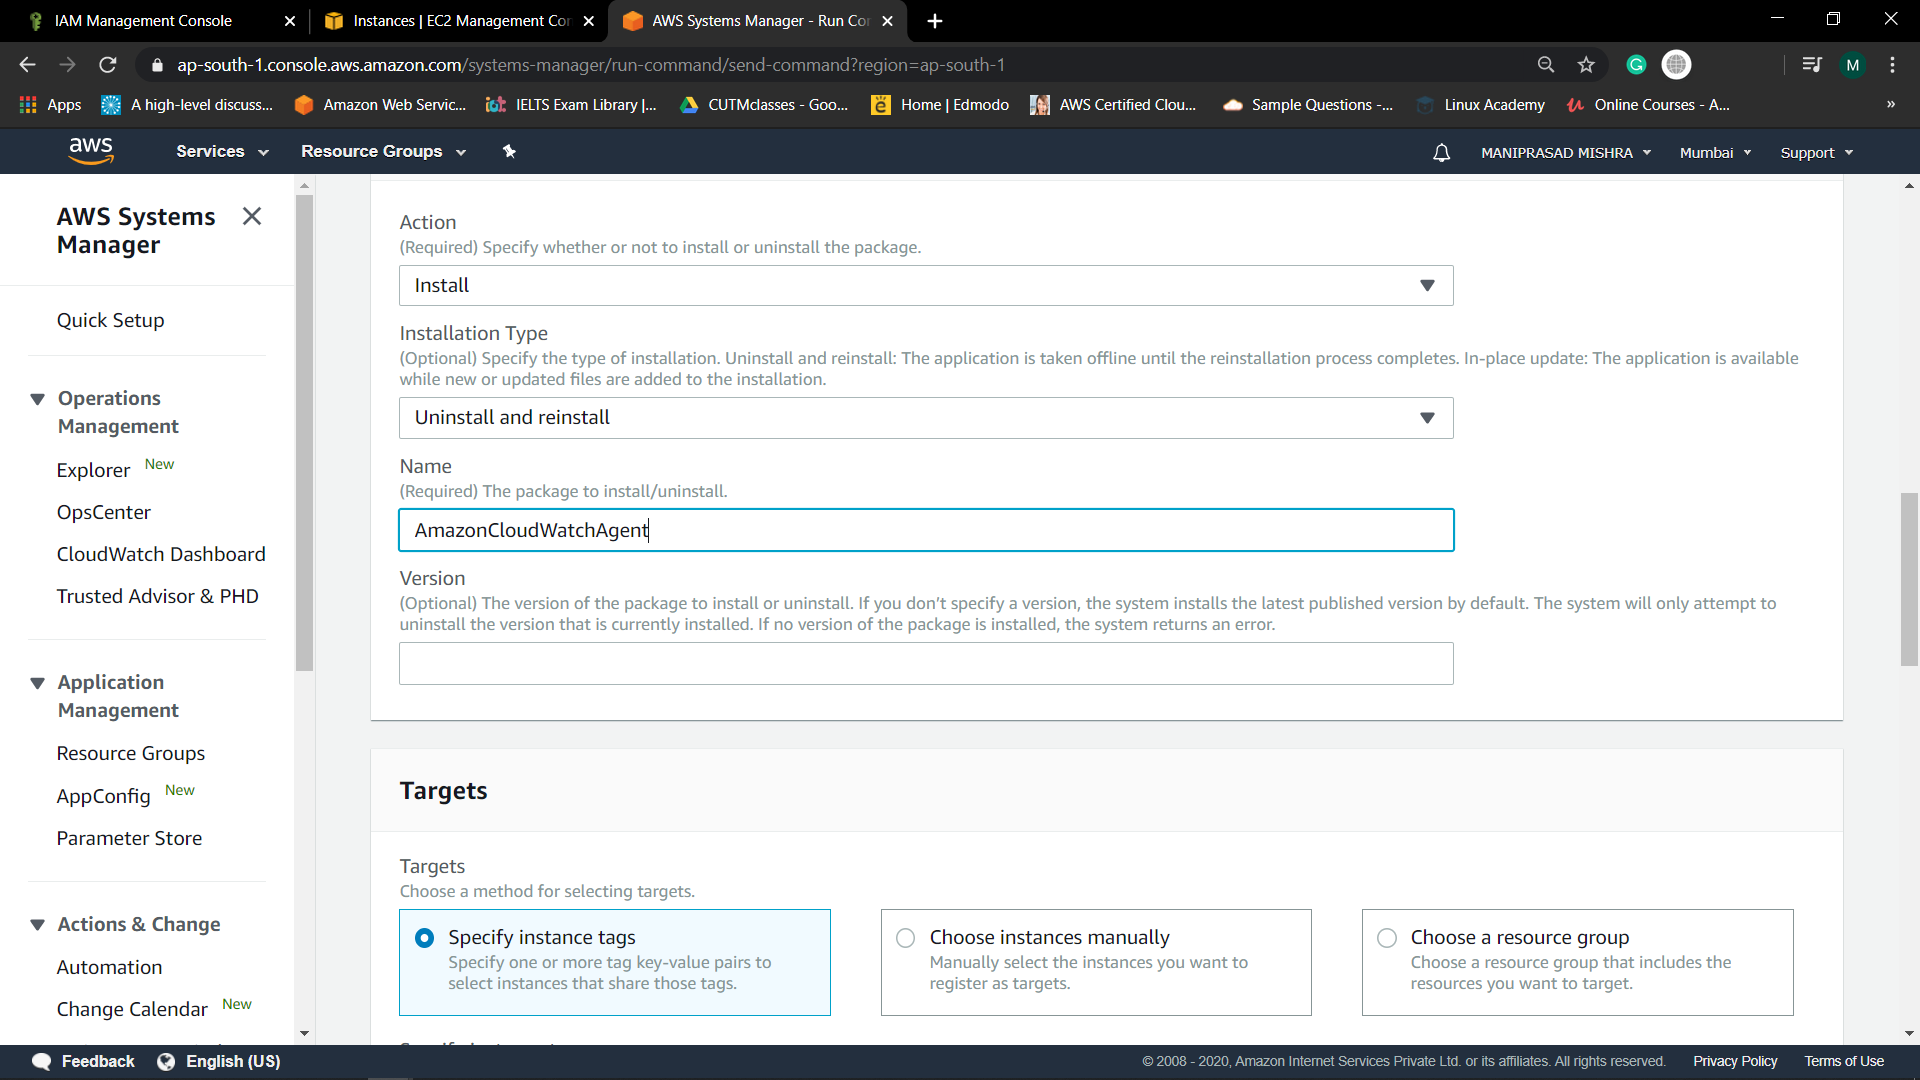 IAM Management Console
Instances | EC2 Management Con
AWS Systems Manager - Run Co
ap-south-1.console.aws.amazon.com/systems-manager/run-command/send-command?region=ap-south-1
G
M
Apps
A high-level discuss...
Amazon Web Servic...
IELTS Exam Library |...
CUTMclasses - Goo...
Home | Edmodo
AWS Certified Clou...
Sample Questions -...
Linux Academy
Online Courses - A...
»
aws
Services
Resource Groups
MANIPRASAD MISHRA
Mumbai
Support
AWS Systems
Manager
Quick Setup
Operations
Management
Explorer New
OpsCenter
CloudWatch Dashboard
Trusted Advisor & PHD
Application
Management
Resource Groups
AppConfig New
Parameter Store
Actions & Change
Automation
Change Calendar New
Action
(Required) Specify whether or not to install or uninstall the package.
Install
Installation Type
(Optional) Specify the type of installation. Uninstall and reinstall: The application is taken offline until the reinstallation process completes. In-place update: The application is available
while new or updated files are added to the installation.
Uninstall and reinstall
Name
(Required) The package to install/uninstall.
AmazonCloudWatchAgent
Version
(Optional) The version of the package to install or uninstall. If you don’t specify a version, the system installs the latest published version by default. The system will only attempt to
uninstall the version that is currently installed. If no version of the package is installed, the system returns an error.
Targets
Targets
Choose a method for selecting targets.
Specify instance tags
Specify one or more tag key-value pairs to
select instances that share those tags.
Choose instances manually
Manually select the instances you want to
register as targets.
Choose a resource group
Choose a resource group that includes the
resources you want to target.
Feedback
English (US)
© 2008 - 2020, Amazon Internet Services Private Ltd. or its affiliates. All rights reserved.
Privacy Policy
Terms of Use